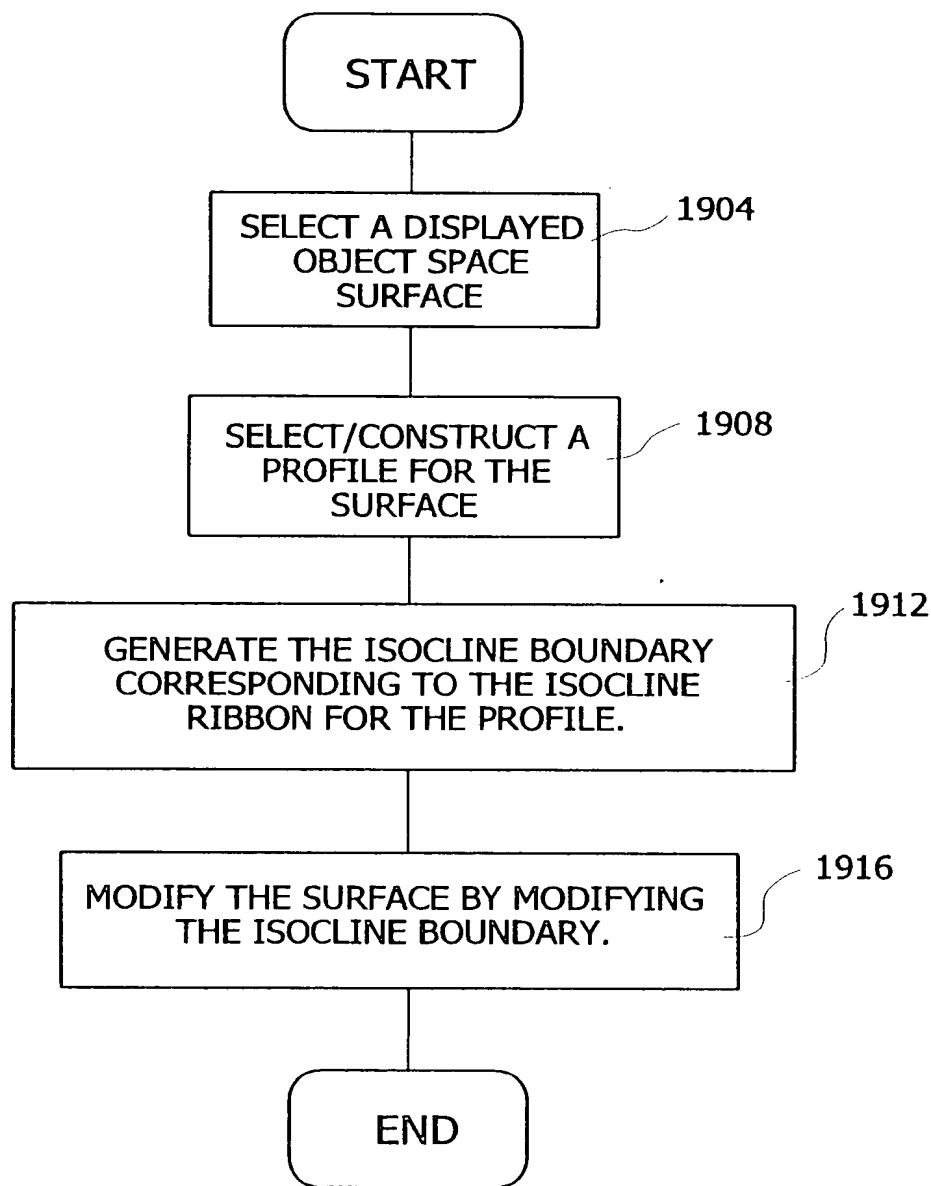 START
1904
SELECT A DISPLAYED
OBJECT SPACE
SURFACE
1908
SELECT/CONSTRUCT A
PROFILE FOR THE
SURFACE
1912
GENERATE THE ISOCLINE BOUNDARY
CORRESPONDING TO THE ISOCLINE
RIBBON FOR THE PROFILE.
1916
MODIFY THE SURFACE BY MODIFYING
THE ISOCLINE BOUNDARY.
END